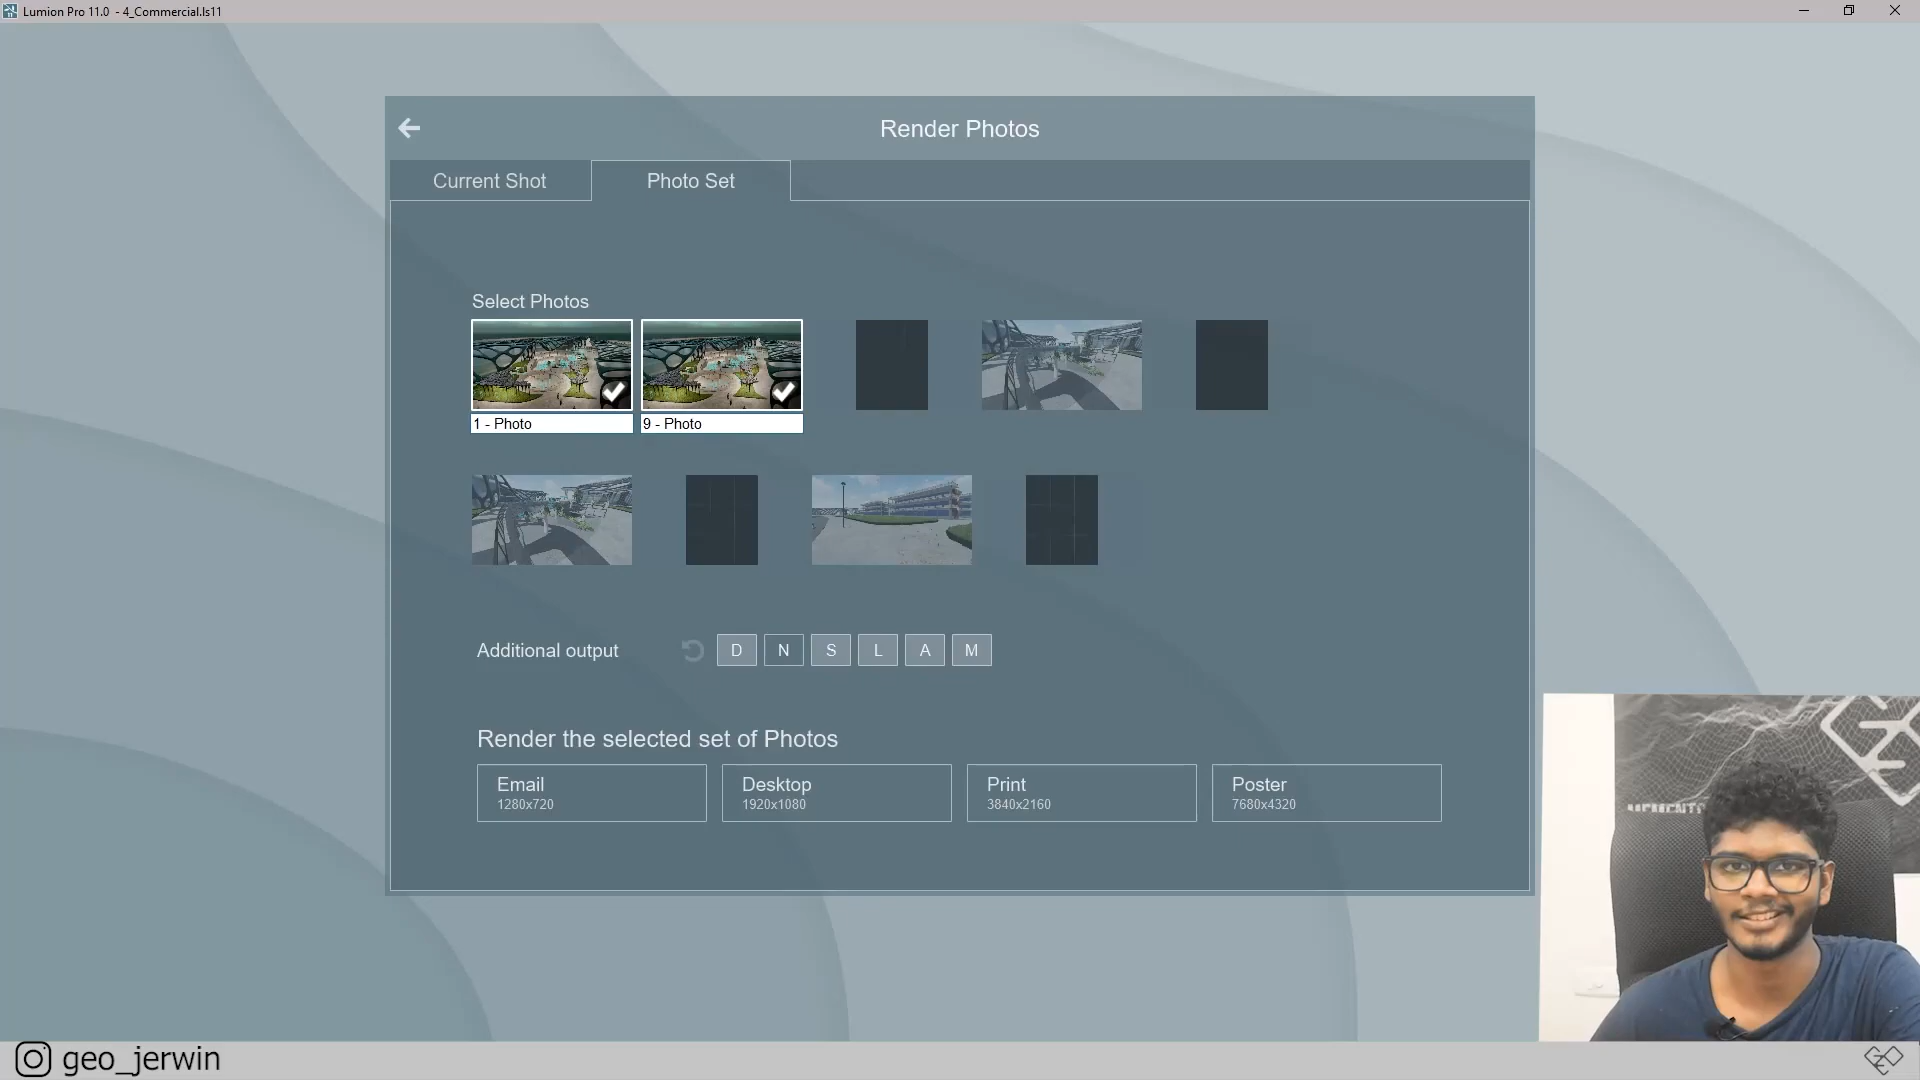 Lumion Pro 11.0 - 4_Commercial.ls11
Render Photos
Current Shot
Photo Set
Select Photos
1 - Photo
9 - Photo
Additional output
D N S L A M
Render the selected set of Photos
Email
1280x720
Desktop
1920x1080
Print
3840x2160
Poster
7680x4320
geo_jerwin